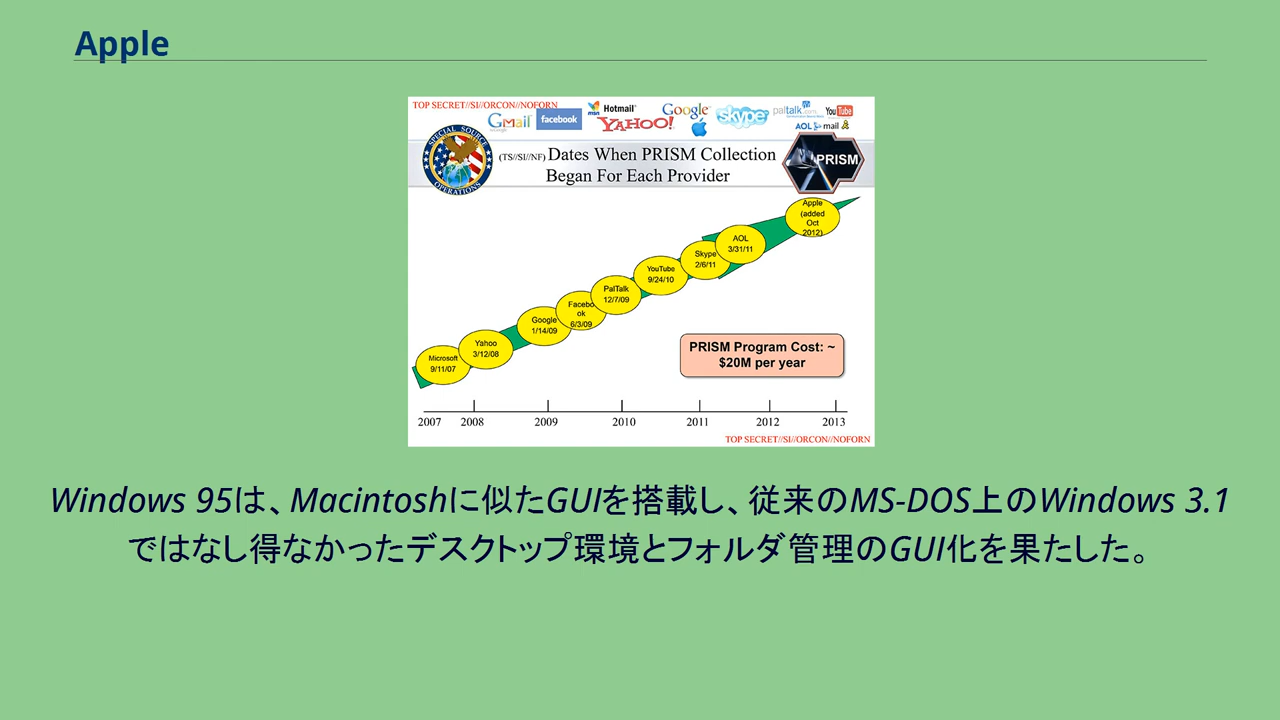 Apple
TOP SECRET//SI//ORCON//NOFORN
Gmail
facebook
msn
Hotmail
YAHOO!
Google
skype
paltalk.com
YouTube
AOL mail
SPECIAL SOURCE OPERATIONS
(TS//SI//NF) Dates When PRISM Collection
Began For Each Provider
PRISM
Apple
(added
Oct
2012)
AOL
3/31/11
Skype
2/6/11
YouTube
9/24/10
PalTalk
12/7/09
Facebo
ok
6/3/09
Google
1/14/09
Yahoo
3/12/08
Microsoft
9/11/07
PRISM Program Cost: ~
$20M per year
2007 2008 2009 2010 2011 2012 2013
TOP SECRET//SI//ORCON//NOFORN
Windows 95は、Macintoshに似たGUIを搭載し、従来のMS-DOS上のWindows 3.1
ではなし得なかったデスクトップ環境とフォルダ管理のGUI化を果たした。